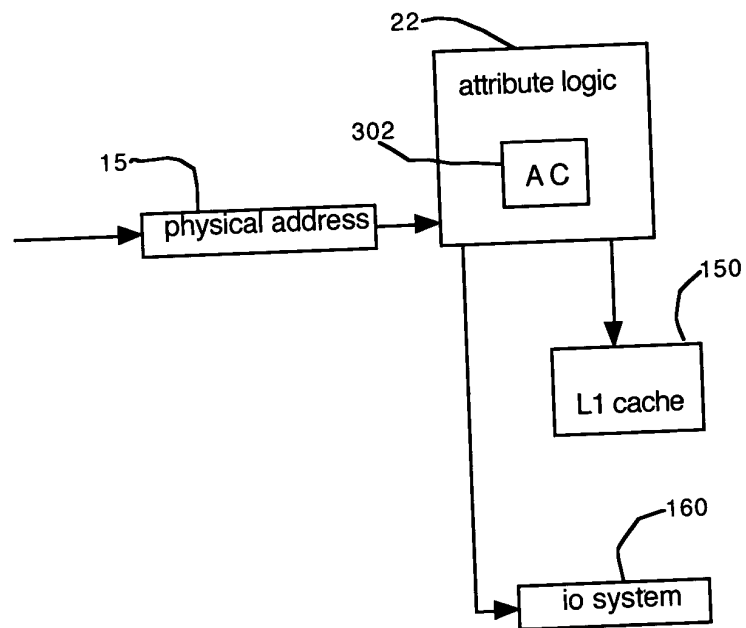 22
attribute logic
302
A C
15
physical address
150
L1 cache
160
io system